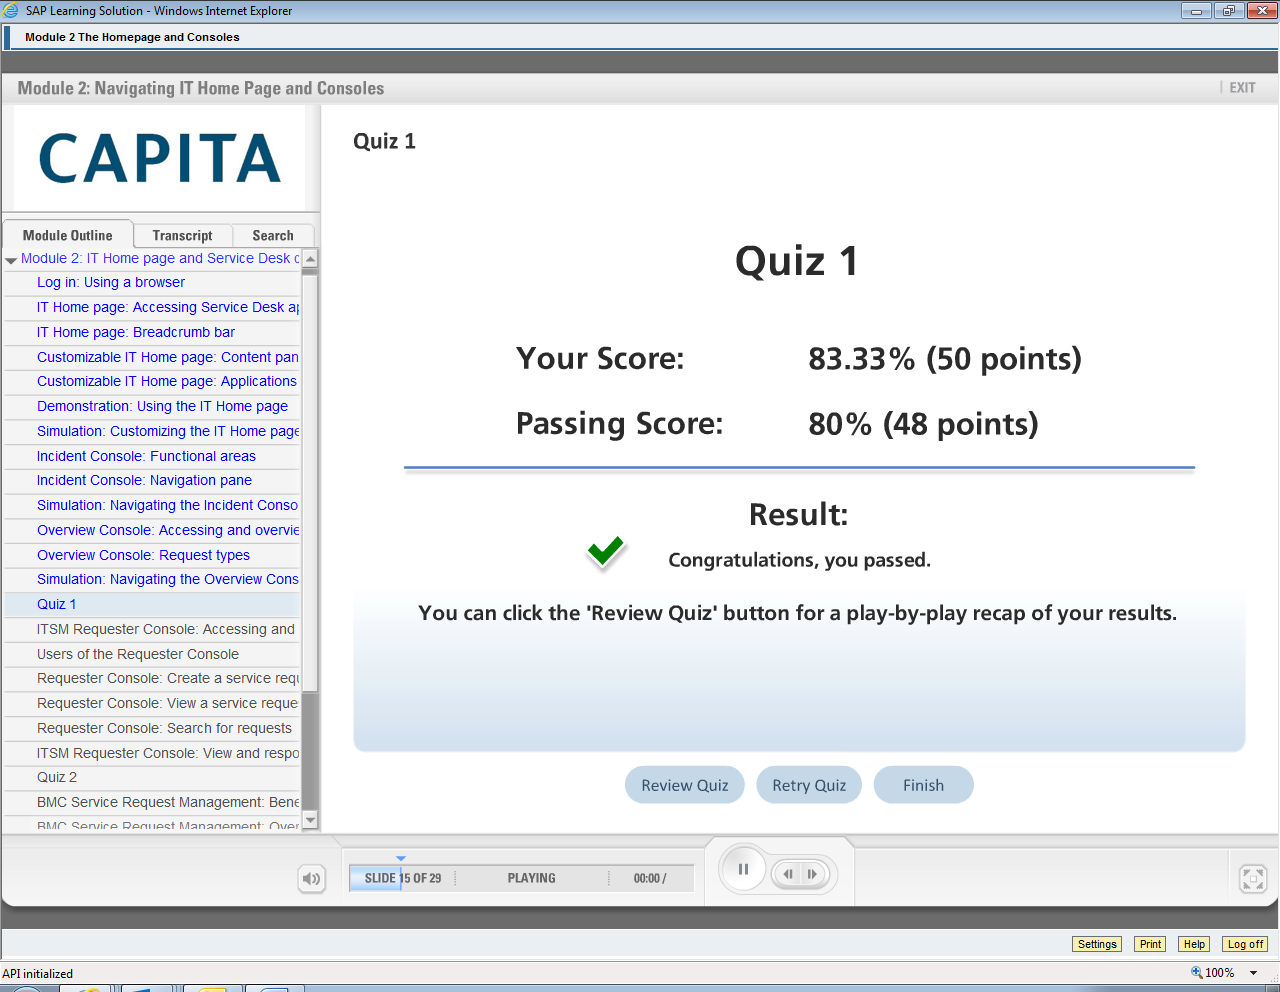 SAP Learning Solution - Windows Internet Explorer
Module 2 The Homepage and Consoles
Module 2: Navigating IT Home Page and Consoles
EXIT
CAPITA
Module Outline
Transcript
Search
Module 2: IT Home page and Service Desk c
Log in: Using a browser
IT Home page: Accessing Service Desk ap
IT Home page: Breadcrumb bar
Customizable IT Home page: Content pan
Customizable IT Home page: Applications
Demonstration: Using the IT Home page
Simulation: Customizing the IT Home page
Incident Console: Functional areas
Incident Console: Navigation pane
Simulation: Navigating the Incident Conso
Overview Console: Accessing and overvie
Overview Console: Request types
Simulation: Navigating the Overview Cons
Quiz 1
ITSM Requester Console: Accessing and
Users of the Requester Console
Requester Console: Create a service requ
Requester Console: View a service reque
Requester Console: Search for requests
ITSM Requester Console: View and respo
Quiz 2
BMC Service Request Management: Bene
BMC Service Request Management: Over
Quiz 1
Quiz 1
Your Score: 83.33% (50 points)
Passing Score: 80% (48 points)
Result:
Congratulations, you passed.
You can click the 'Review Quiz' button for a play-by-play recap of your results.
Review Quiz
Retry Quiz
Finish
SLIDE 15 OF 29
PLAYING
00:00 /
Settings
Print
Help
Log off
API initialized
100%